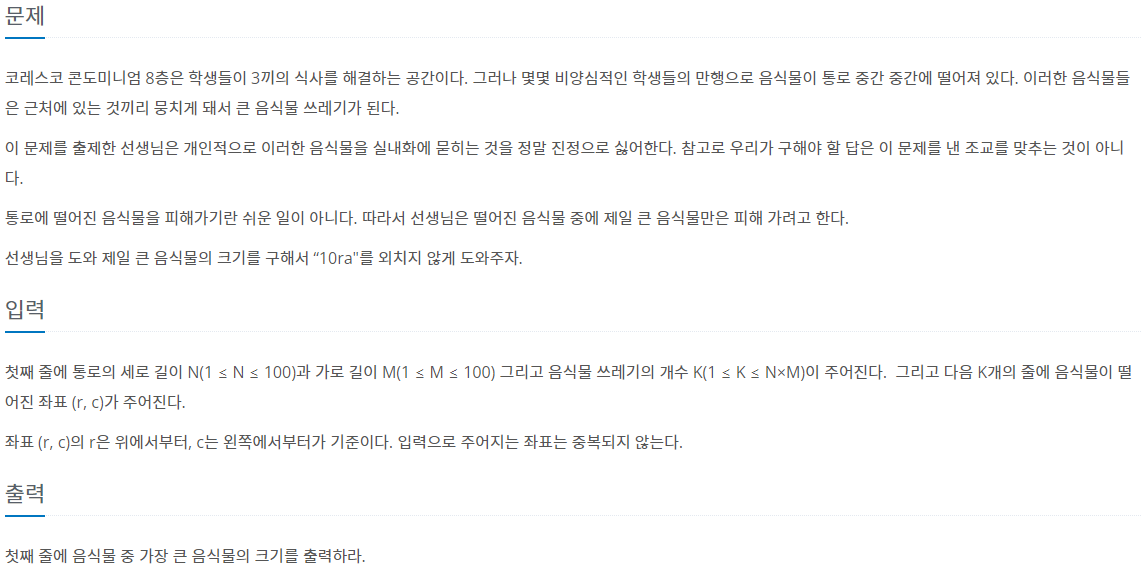 문제
코레스코 콘도미니엄 8층은 학생들이 3끼의 식사를 해결하는 공간이다. 그러나 몇몇 비양심적인 학생들의 만행으로 음식물이 통로 중간 중간에 떨어져 있다. 이러한 음식물들
은 근처에 있는 것끼리 뭉치게 돼서 큰 음식물 쓰레기가 된다.
이 문제를 출제한 선생님은 개인적으로 이러한 음식물을 실내화에 묻히는 것을 정말 진정으로 싫어한다. 참고로 우리가 구해야 할 답은 이 문제를 낸 조교를 맞추는 것이 아니
다.
통로에 떨어진 음식물을 피해가기란 쉬운 일이 아니다. 따라서 선생님은 떨어진 음식물 중에 제일 큰 음식물만은 피해 가려고 한다.
선생님을 도와 제일 큰 음식물의 크기를 구해서 “10ra"를 외치지 않게 도와주자.
입력
첫째 줄에 통로의 세로 길이 N(1 ≤ N ≤ 100)과 가로 길이 M(1 ≤ M ≤ 100) 그리고 음식물 쓰레기의 개수 K(1 ≤ K ≤ N×M)이 주어진다.  그리고 다음 K개의 줄에 음식물이 떨
어진 좌표 (r, c)가 주어진다.
좌표 (r, c)의 r은 위에서부터, c는 왼쪽에서부터가 기준이다. 입력으로 주어지는 좌표는 중복되지 않는다.
출력
첫째 줄에 음식물 중 가장 큰 음식물의 크기를 출력하라.